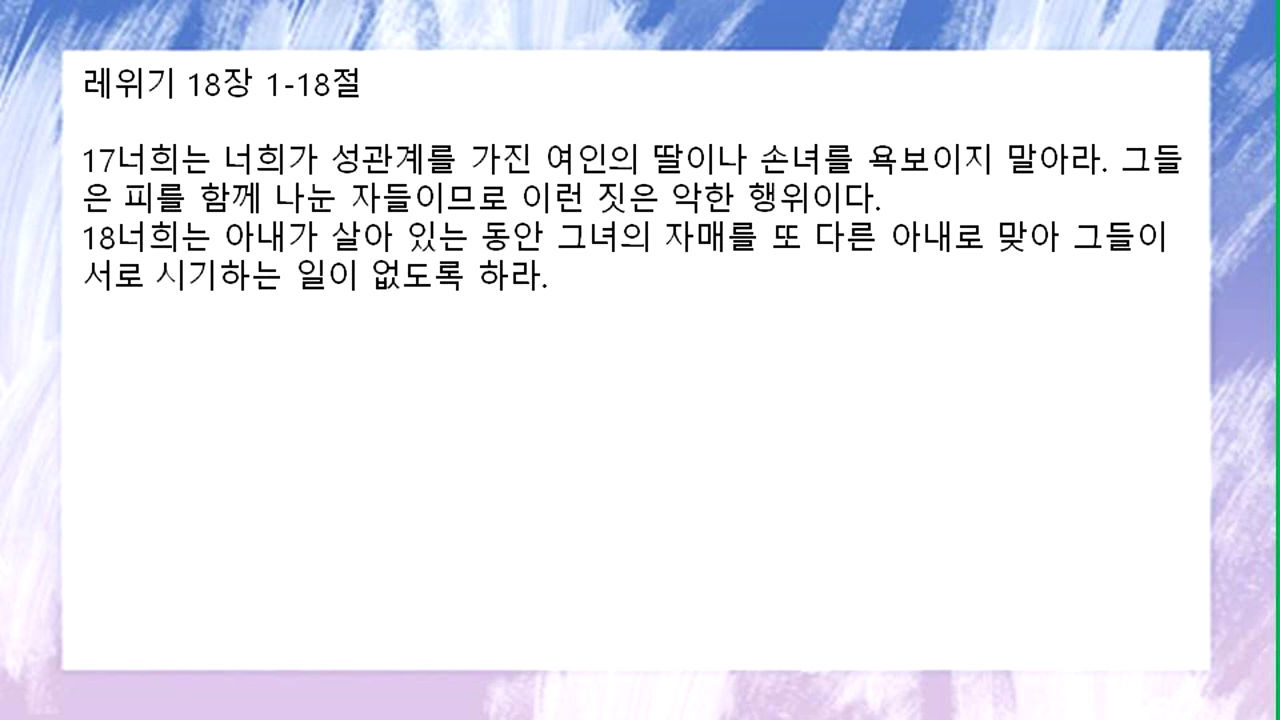 레위기 18장 1-18절
17너희는 너희가 성관계를 가진 여인의 딸이나 손녀를 욕보이지 말아라. 그들
은 피를 함께 나눈 자들이므로 이런 짓은 악한 행위이다.
18너희는 아내가 살아 있는 동안 그녀의 자매를 또 다른 아내로 맞아 그들이
서로 시기하는 일이 없도록 하라.